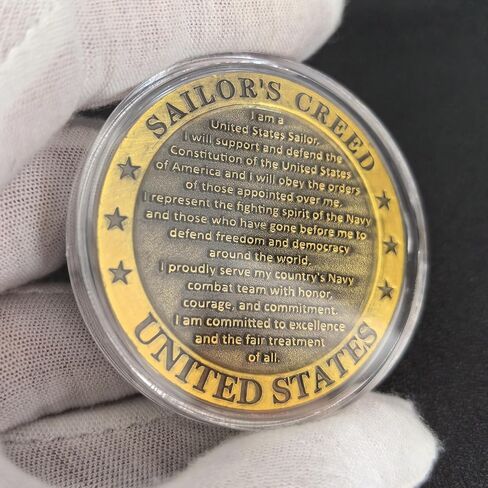 SAILOR'S CREED
I am a
United States Sailor.
I will support and defend the
Constitution of the United States
of America and I will obey the orders
of those appointed over me.
I represent the fighting spirit of the Navy
and those who have gone before me to
defend freedom and democracy
around the world.
I proudly serve my country's Navy
combat team with honor,
courage, and commitment.
I am committed to excellence
and the fair treatment
of all.
UNITED STATES